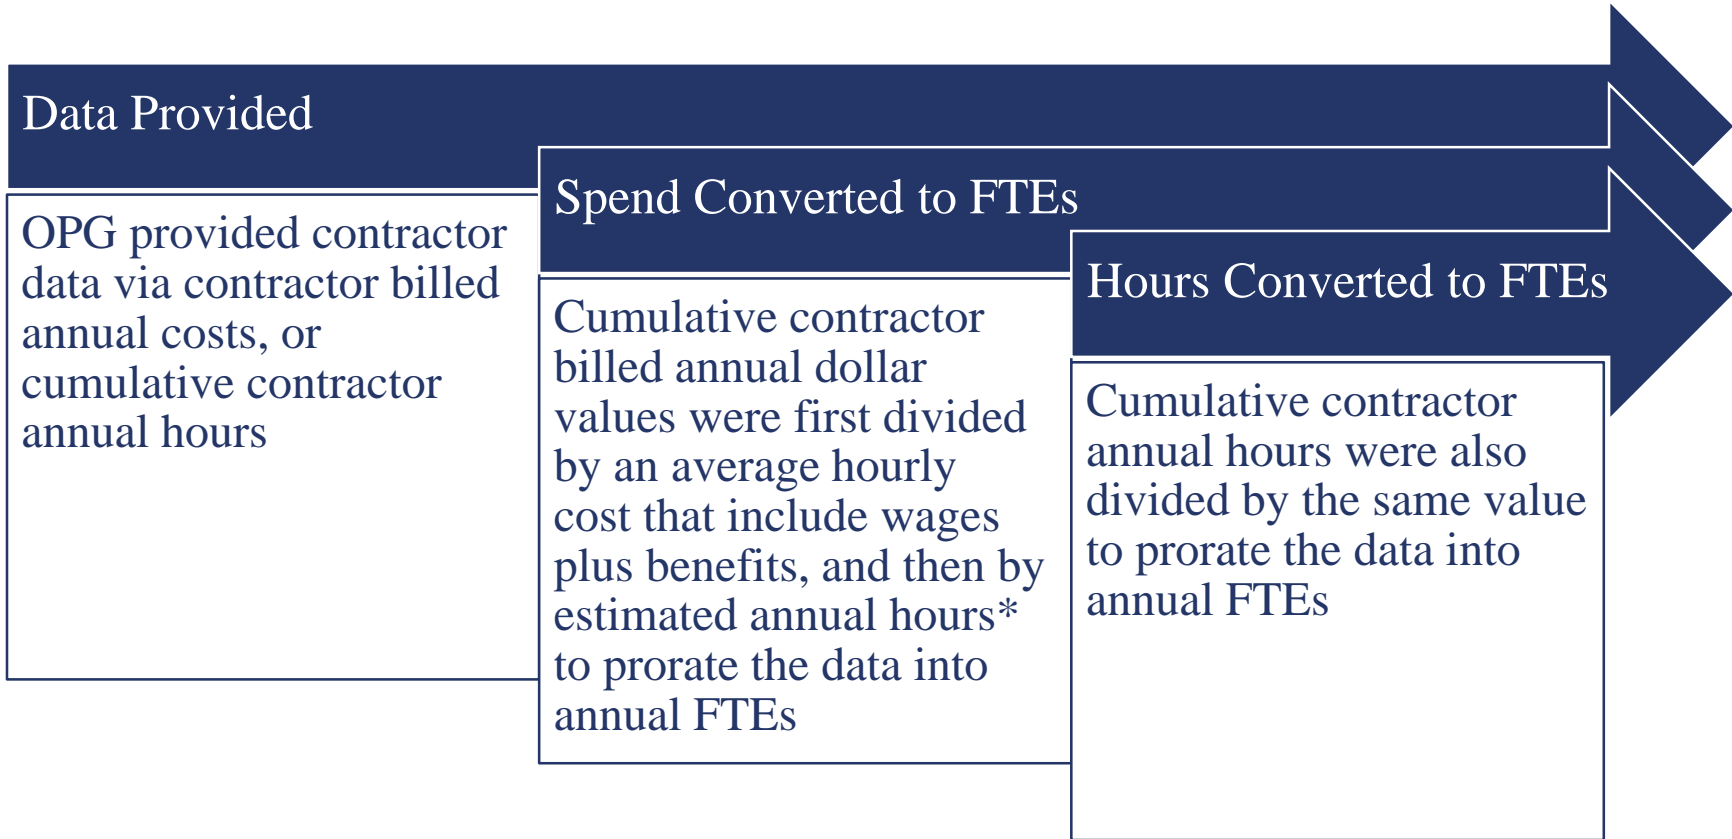 Data Provided
OPG provided contractor
data via contractor billed
annual costs, or
cumulative contractor
annual hours
Spend Converted to FTEs
Cumulative contractor
billed annual dollar
values were first divided
by an average hourly
cost that include wages
plus benefits, and then by
estimated annual hours*
to prorate the data into
annual FTEs
Hours Converted to FTEs
Cumulative contractor
annual hours were also
divided by the same value
to prorate the data into
annual FTEs